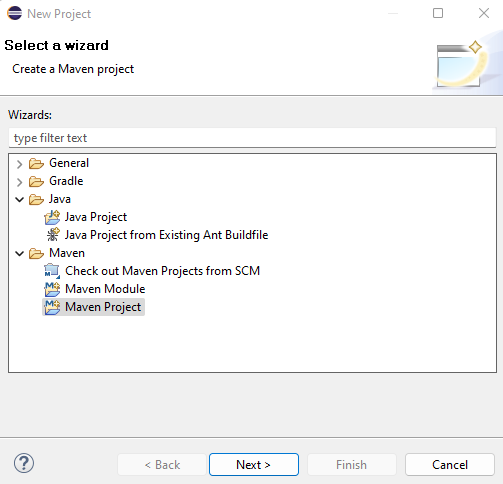 New Project
Select a wizard
Create a Maven project
Wizards:
type filter text
General
Gradle
Java
Java Project
Java Project from Existing Ant Buildfile
Maven
Check out Maven Projects from SCM
Maven Module
Maven Project
? < Back Next > Finish Cancel